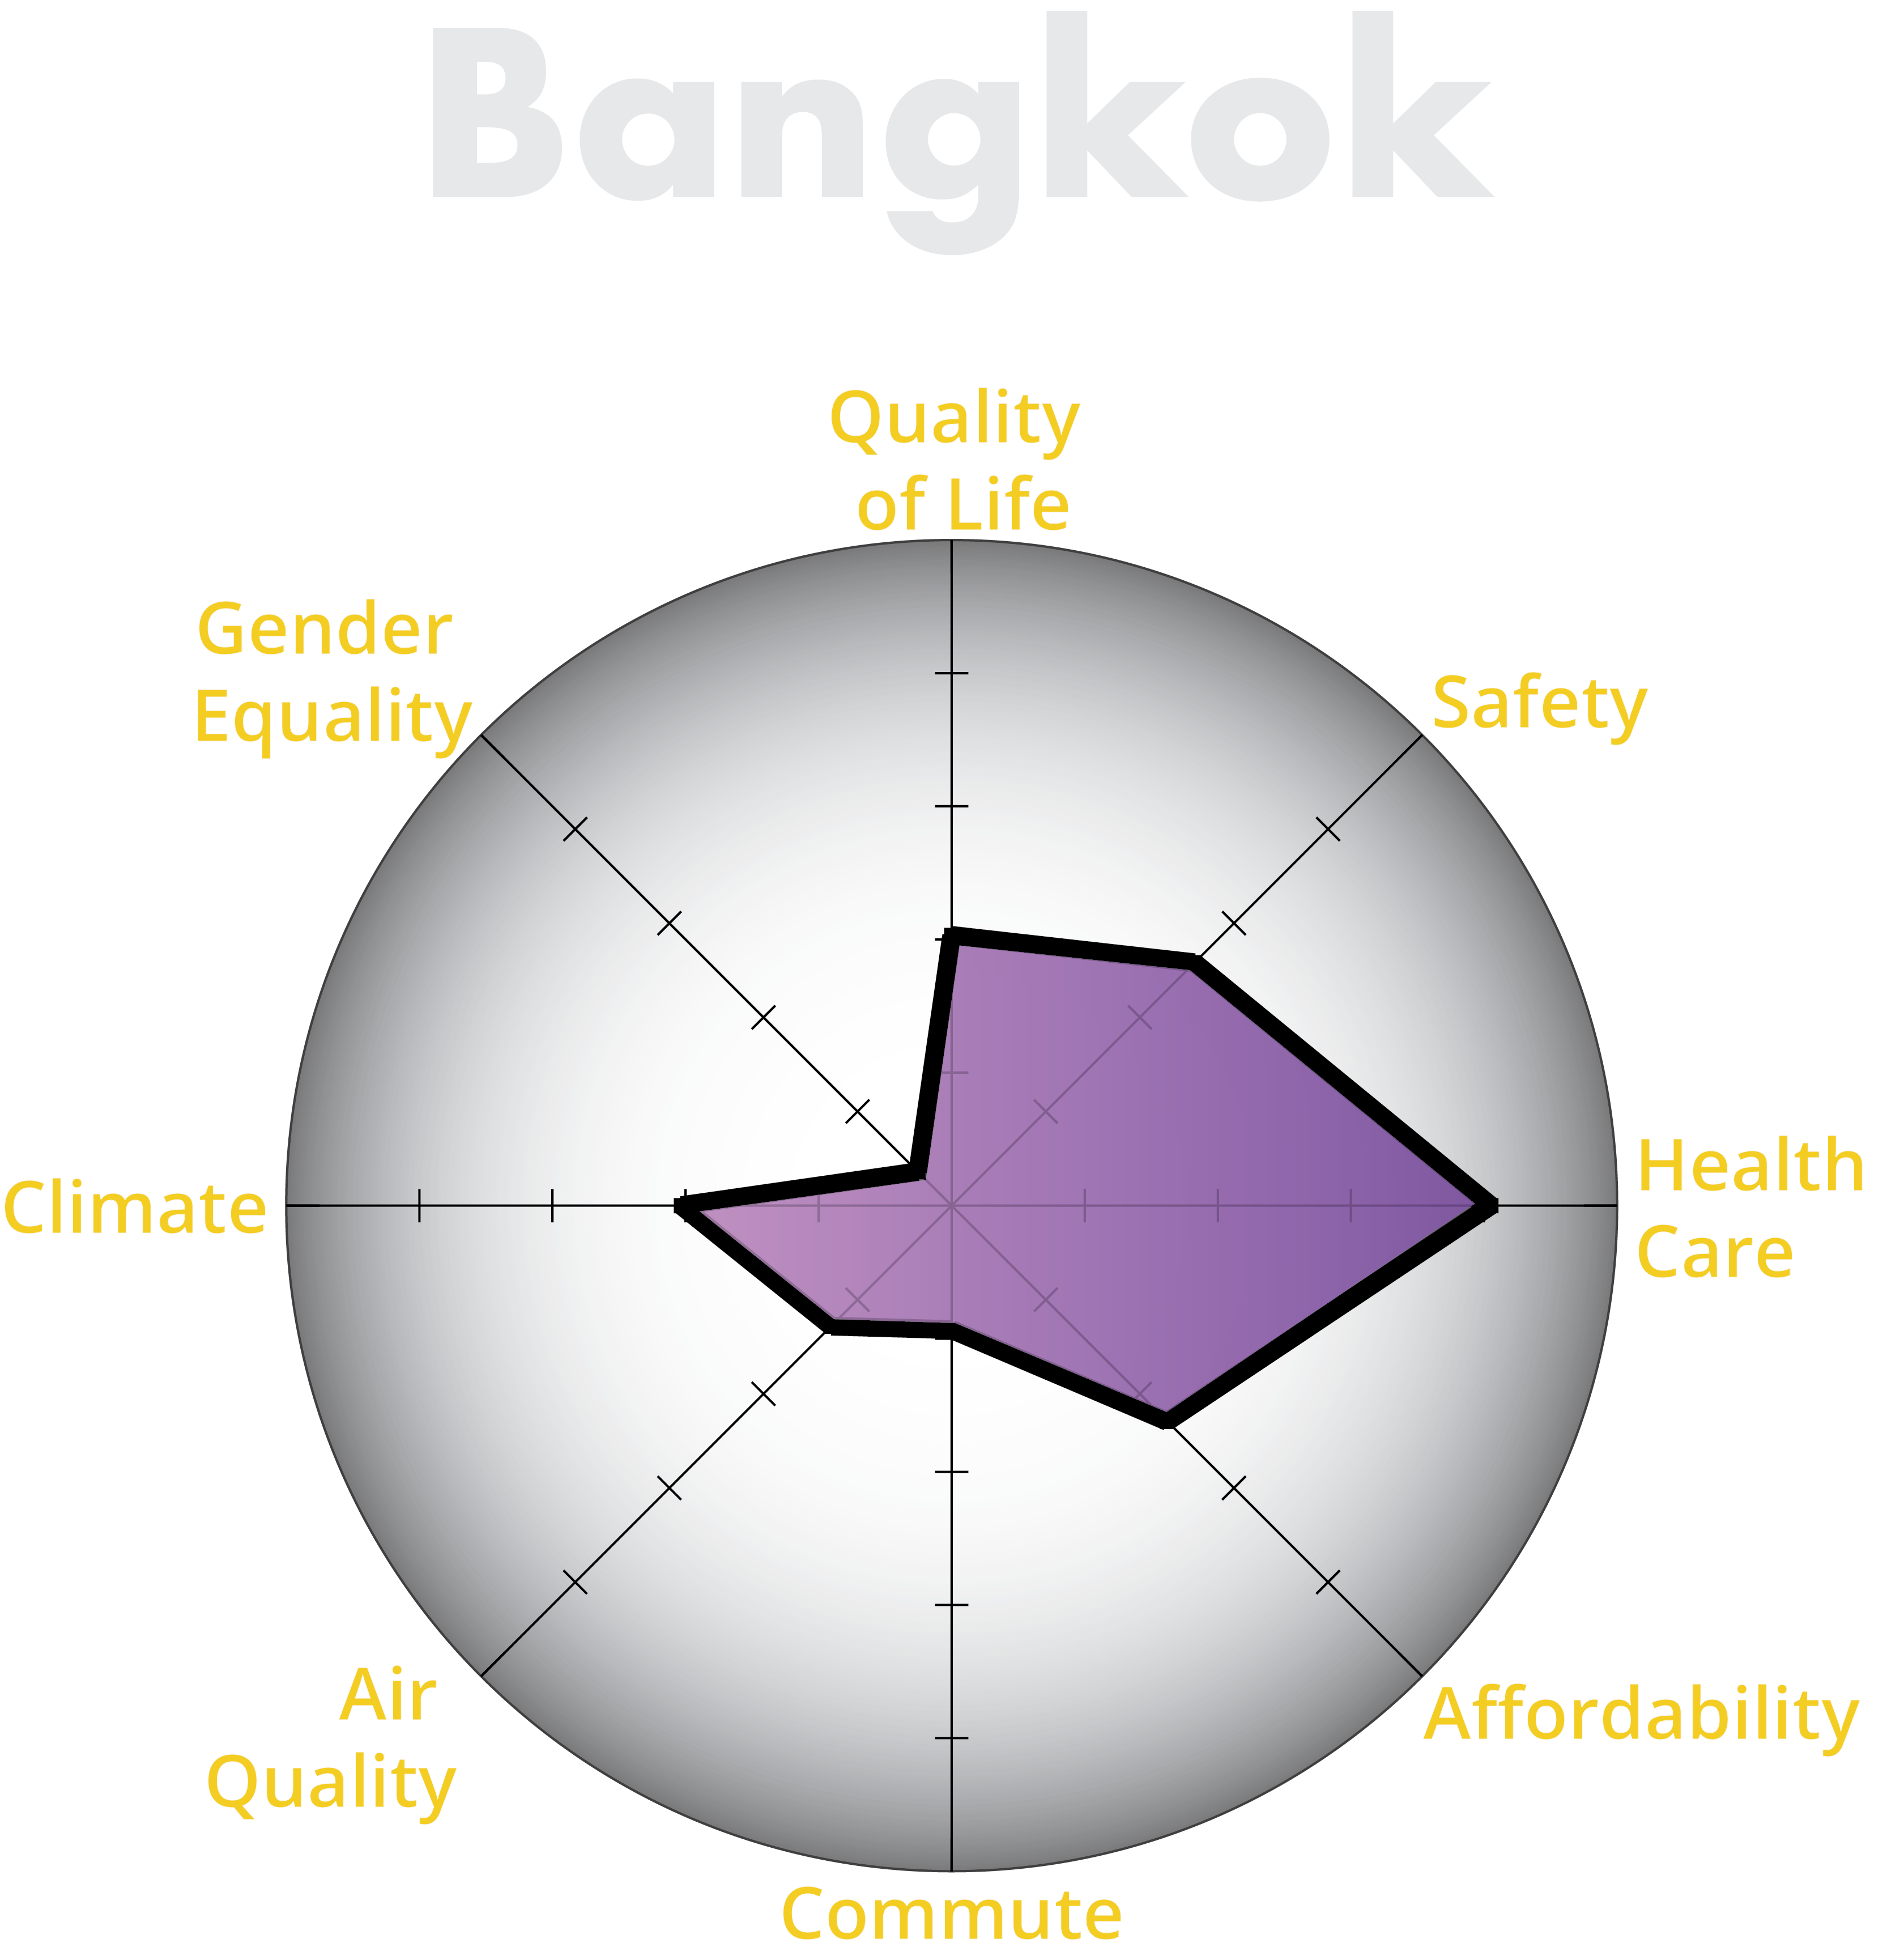 Bangkok
Quality
of Life
Gender
Equality
Safety
Climate
Health
Care
Air
Quality
Affordability
Commute